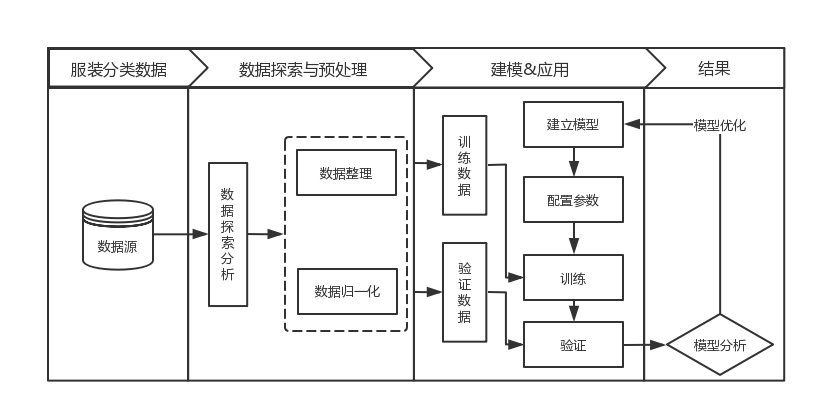 服装分类数据
数据探索与预处理
建模&应用
结果
数据源
数据探索分析
数据整理
数据归一化
训练数据
验证数据
建立模型
配置参数
训练
验证
模型优化
模型分析